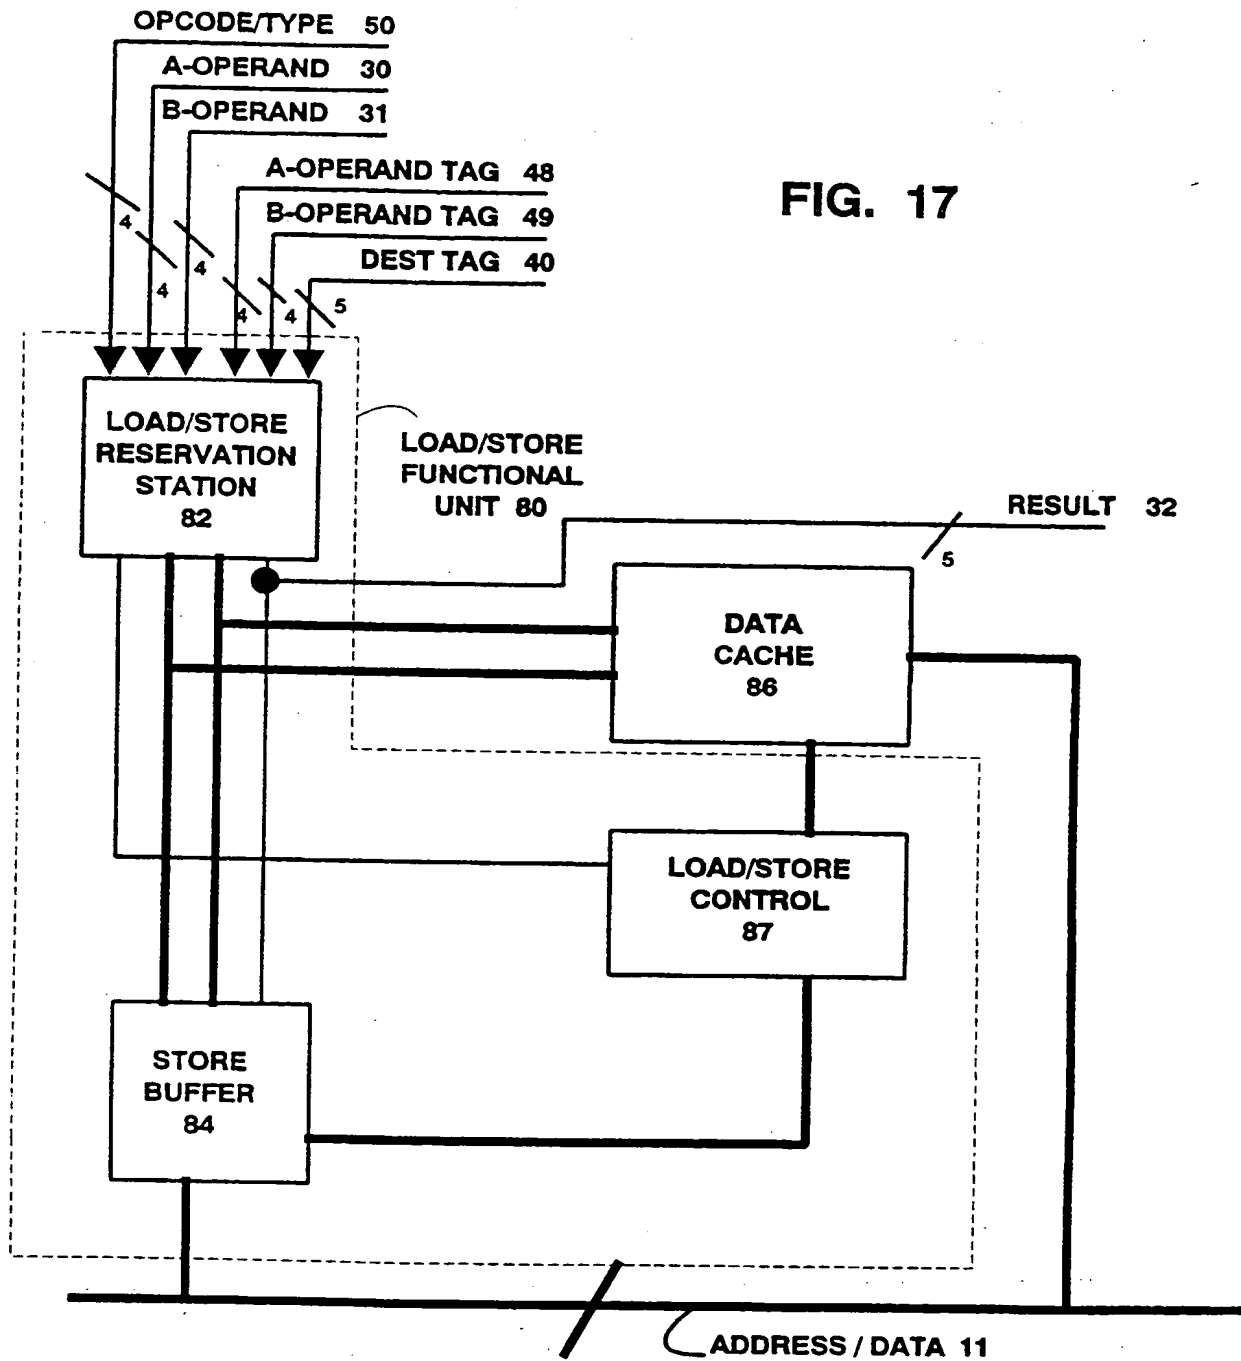 OPCODE/TYPE 50
A-OPERAND 30
B-OPERAND 31
A-OPERAND TAG 48
B-OPERAND TAG 49
DEST TAG 40
FIG. 17
4
4
4
4
4
5
LOAD/STORE
RESERVATION
STATION
82
LOAD/STORE
FUNCTIONAL
UNIT 80
RESULT 32
5
DATA
CACHE
86
LOAD/STORE
CONTROL
87
STORE
BUFFER
84
ADDRESS / DATA 11